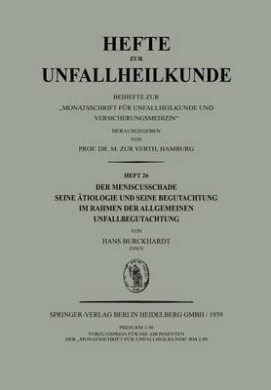 HEFTE
ZUR
UNFALLHEILKUNDE
BEIHEFTE ZUR
„MONATSSCHRIFT FÜR UNFALLHEILKUNDE UND
VERSICHERUNGSMEDIZIN"
HERAUSGEGEBEN
VON
PROF. DR. M. ZUR VERTH, HAMBURG
HEFT 26
DER MENISCUSSCHADE
SEINE ÄTIOLOGIE UND SEINE BEGUTACHTUNG
IM RAHMEN DER ALLGEMEINEN
UNFALLBEGUTACHTUNG
VON
HANS BURCKHARDT
SPRINGER-VERLAG BERLIN HEIDELBERG GMBH / 1939
PREIS RM 3.50
VORZUGSPREIS FÜR DIE ABONNENTEN
DER „MONATSSCHRIFT FÜR UNFALLHEILKUNDE" RM 2.80